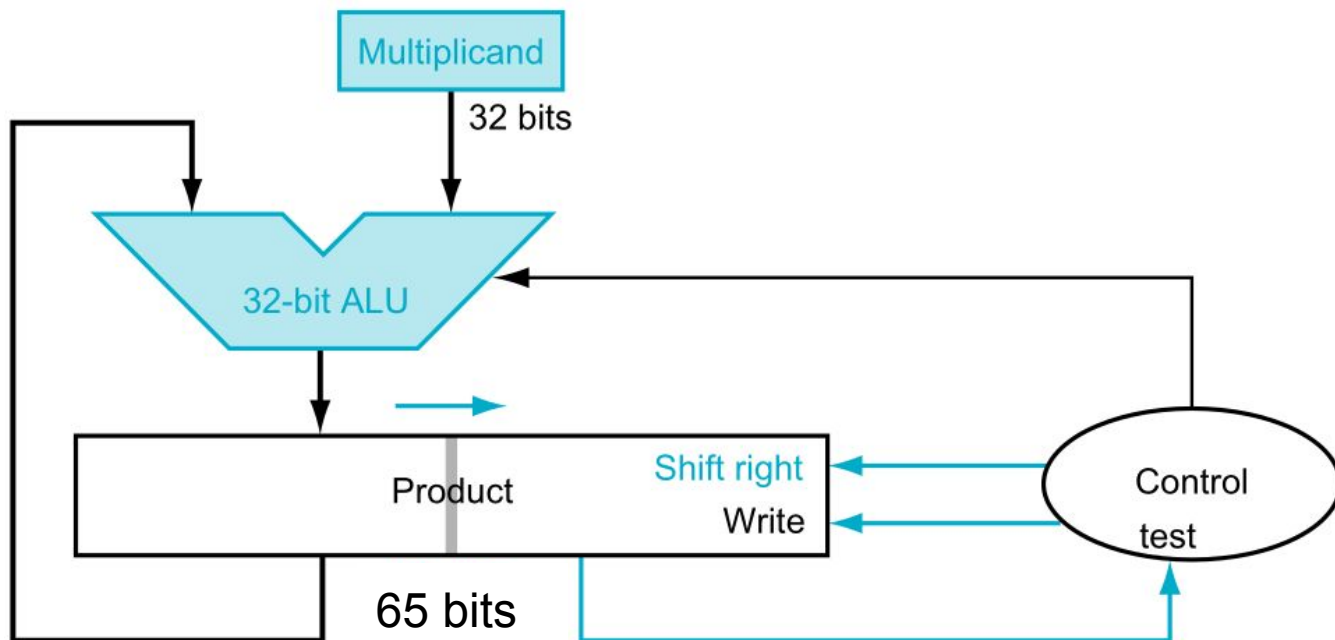 Multiplicand
32 bits
32-bit ALU
Shift right
Product
Write
Control
test
65 bits